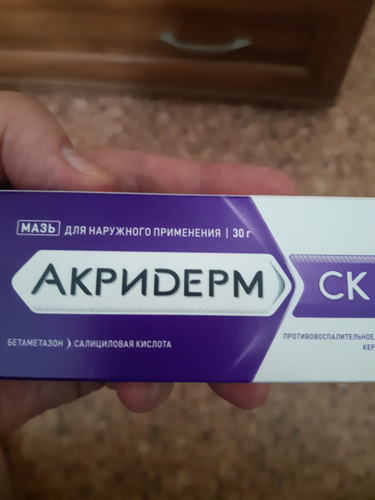 МАЗЬ ДЛЯ НАРУЖНОГО ПРИМЕНЕНИЯ | 30 г
АКРИДЕРМ СК
БЕТАМЕТАЗОН › САЛИЦИЛОВАЯ КИСЛОТА
ПРОТИВОВОСПАЛИТЕЛЬНОЕ,